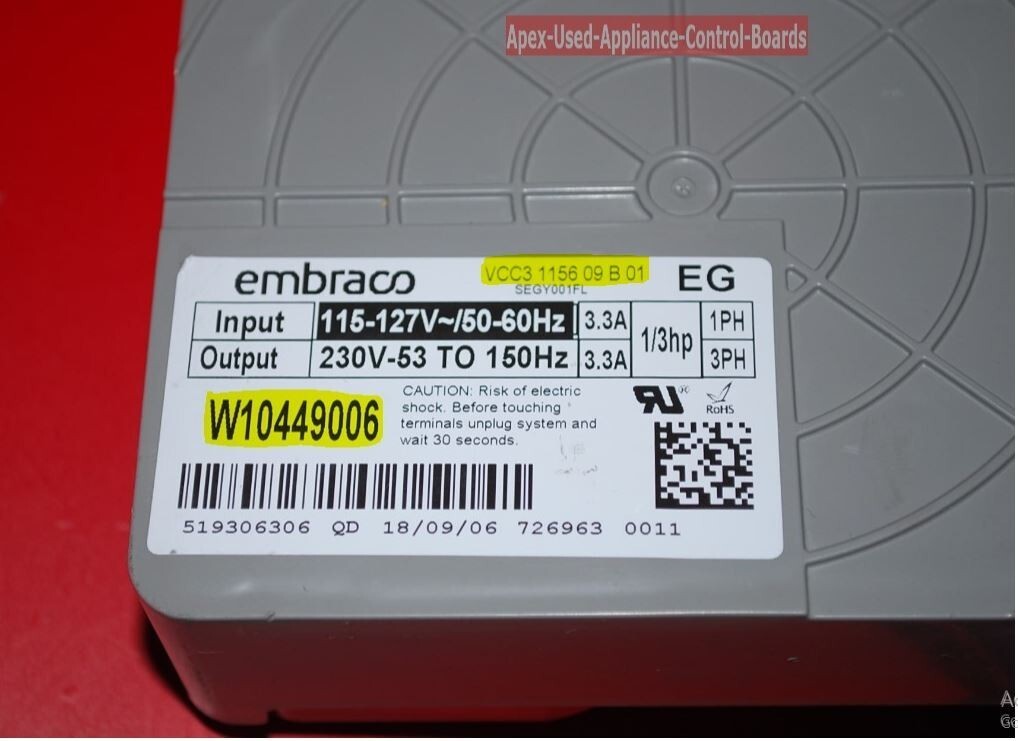 Apex-Used-Appliance-Control-Boards
embraco VCC3 1156 09 B 01 EG
SEGY001FL
Input 115-127V~/50-60Hz 3.3A 1/3hp 1PH
Output 230V-53 TO 150Hz 3.3A 3PH
W10449006
CAUTION: Risk of electric
shock. Before touching
terminals unplug system and
wait 30 seconds.
RoHS
519306306 QD 18/09/06 726963 0011